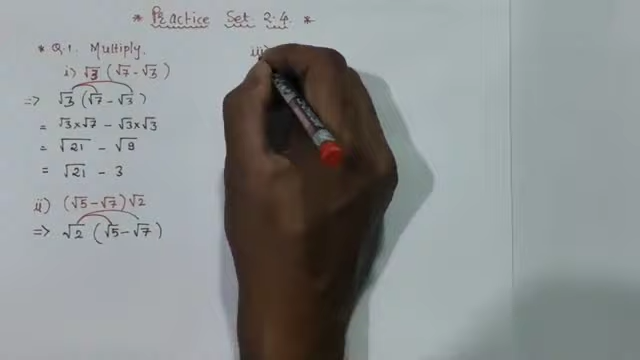 * Practice Set 2.4. *
* Q.1. Multiply.
i) √3 (√7 - √3)
=> √3 (√7 - √3)
= √3×√7 - √3×√3
= √21 - √9
= √21 - 3
ii) (√5 - √7)√2
=> √2 (√5 - √7)
iii)